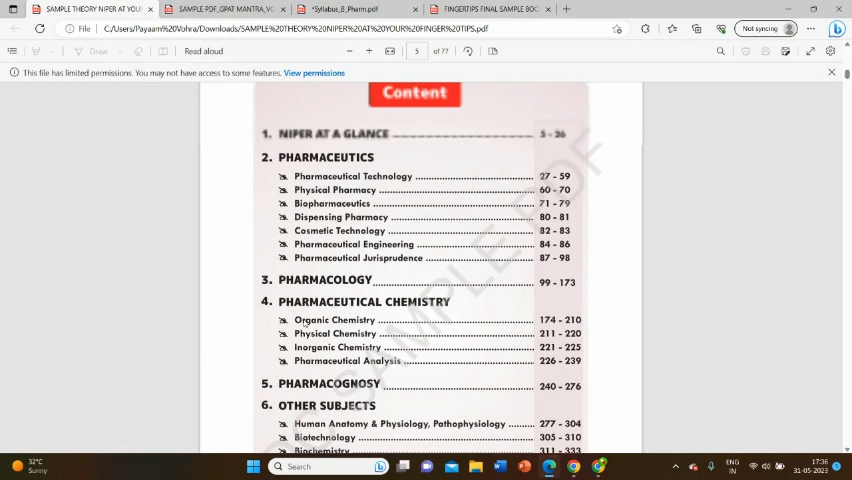 SAMPLE THEORY NIPER AT YOUR
SAMPLE PDF_GPAT MANTRA_VO
*Syllabus_B_Pharm.pdf
FINGERTIPS FINAL SAMPLE BOO
File
C:/Users/Payaam%20Vohra/Downloads/SAMPLE%20THEORY%20NIPER%20AT%20YOUR%20FINGER%20TIPS.pdf
Not syncing
Draw
Read aloud
5
of 77
This file has limited permissions. You may not have access to some features. View permissions
Content
1. NIPER AT A GLANCE 5 - 26
2. PHARMACEUTICS
Pharmaceutical Technology 27 - 59
Physical Pharmacy 60 - 70
Biopharmaceutics 71 - 79
Dispensing Pharmacy 80 - 81
Cosmetic Technology 82 - 83
Pharmaceutical Engineering 84 - 86
Pharmaceutical Jurisprudence 87 - 98
3. PHARMACOLOGY 99 - 173
4. PHARMACEUTICAL CHEMISTRY
Organic Chemistry 174 - 210
Physical Chemistry 211 - 220
Inorganic Chemistry 221 - 225
Pharmaceutical Analysis 226 - 239
5. PHARMACOGNOSY 240 - 276
6. OTHER SUBJECTS
Human Anatomy & Physiology, Pathophysiology 277 - 304
Biotechnology 305 - 310
Biochemistry 311 - 333
SAMPLE PDF
32°C
Sunny
Search
ENG
IN
17:36
31-05-2023